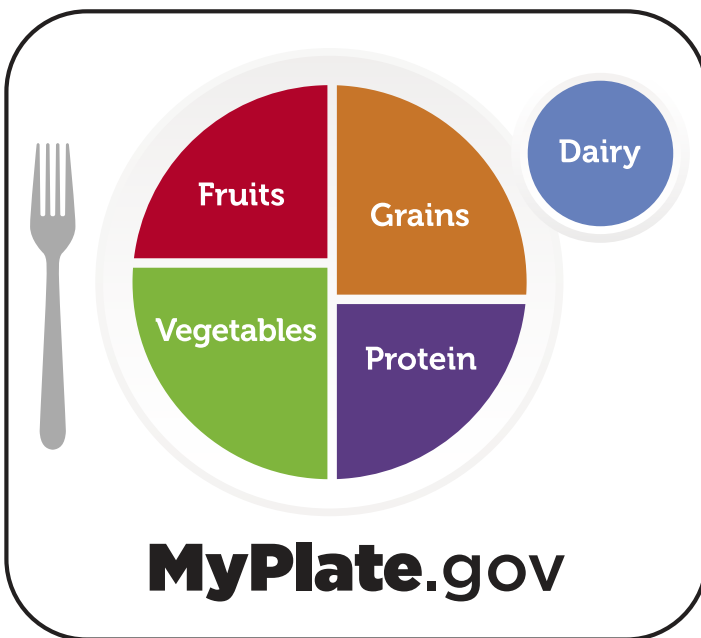 Fruits
Grains
Dairy
Vegetables
Protein
MyPlate.gov